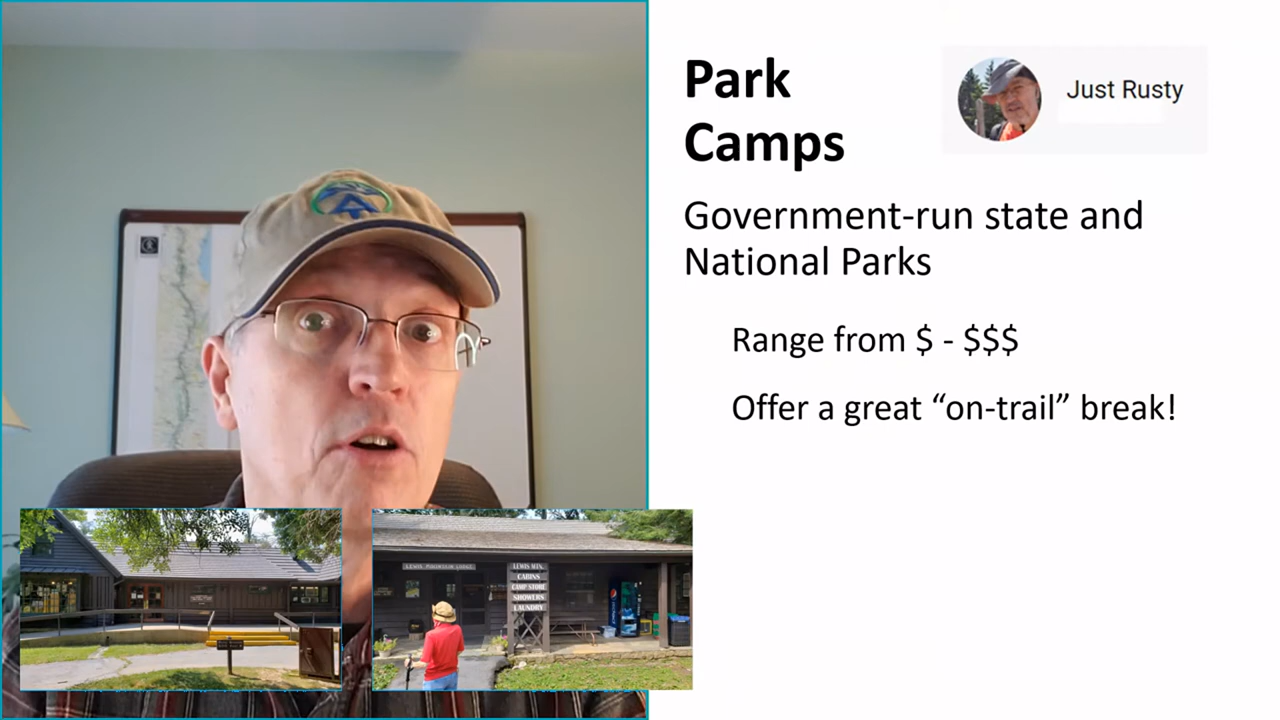 Park
Camps
Just Rusty
Government-run state and
National Parks
Range from $ - $$$
Offer a great “on-trail” break!
LEWIS MTN.
CABINS
CAMP STORE
SHOWERS
LAUNDRY